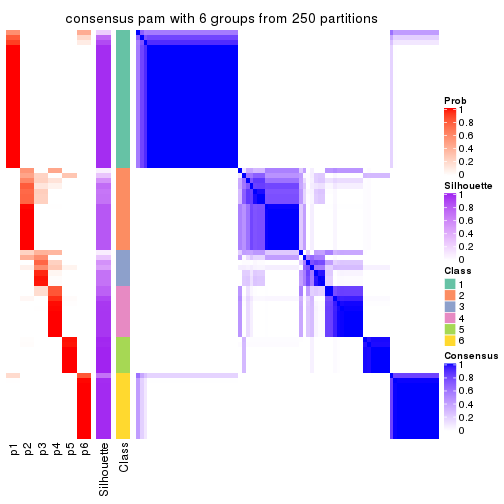 consensus pam with 6 groups from 250 partitions
Prob
1
0.8
0.6
0.4
0.2
0
Silhouette
1
0.8
0.6
0.4
0.2
0
Class
1
2
3
4
5
6
Consensus
1
0.8
0.6
0.4
0.2
0
p1
p2
p3
p4
p5
p6
Silhouette
Class